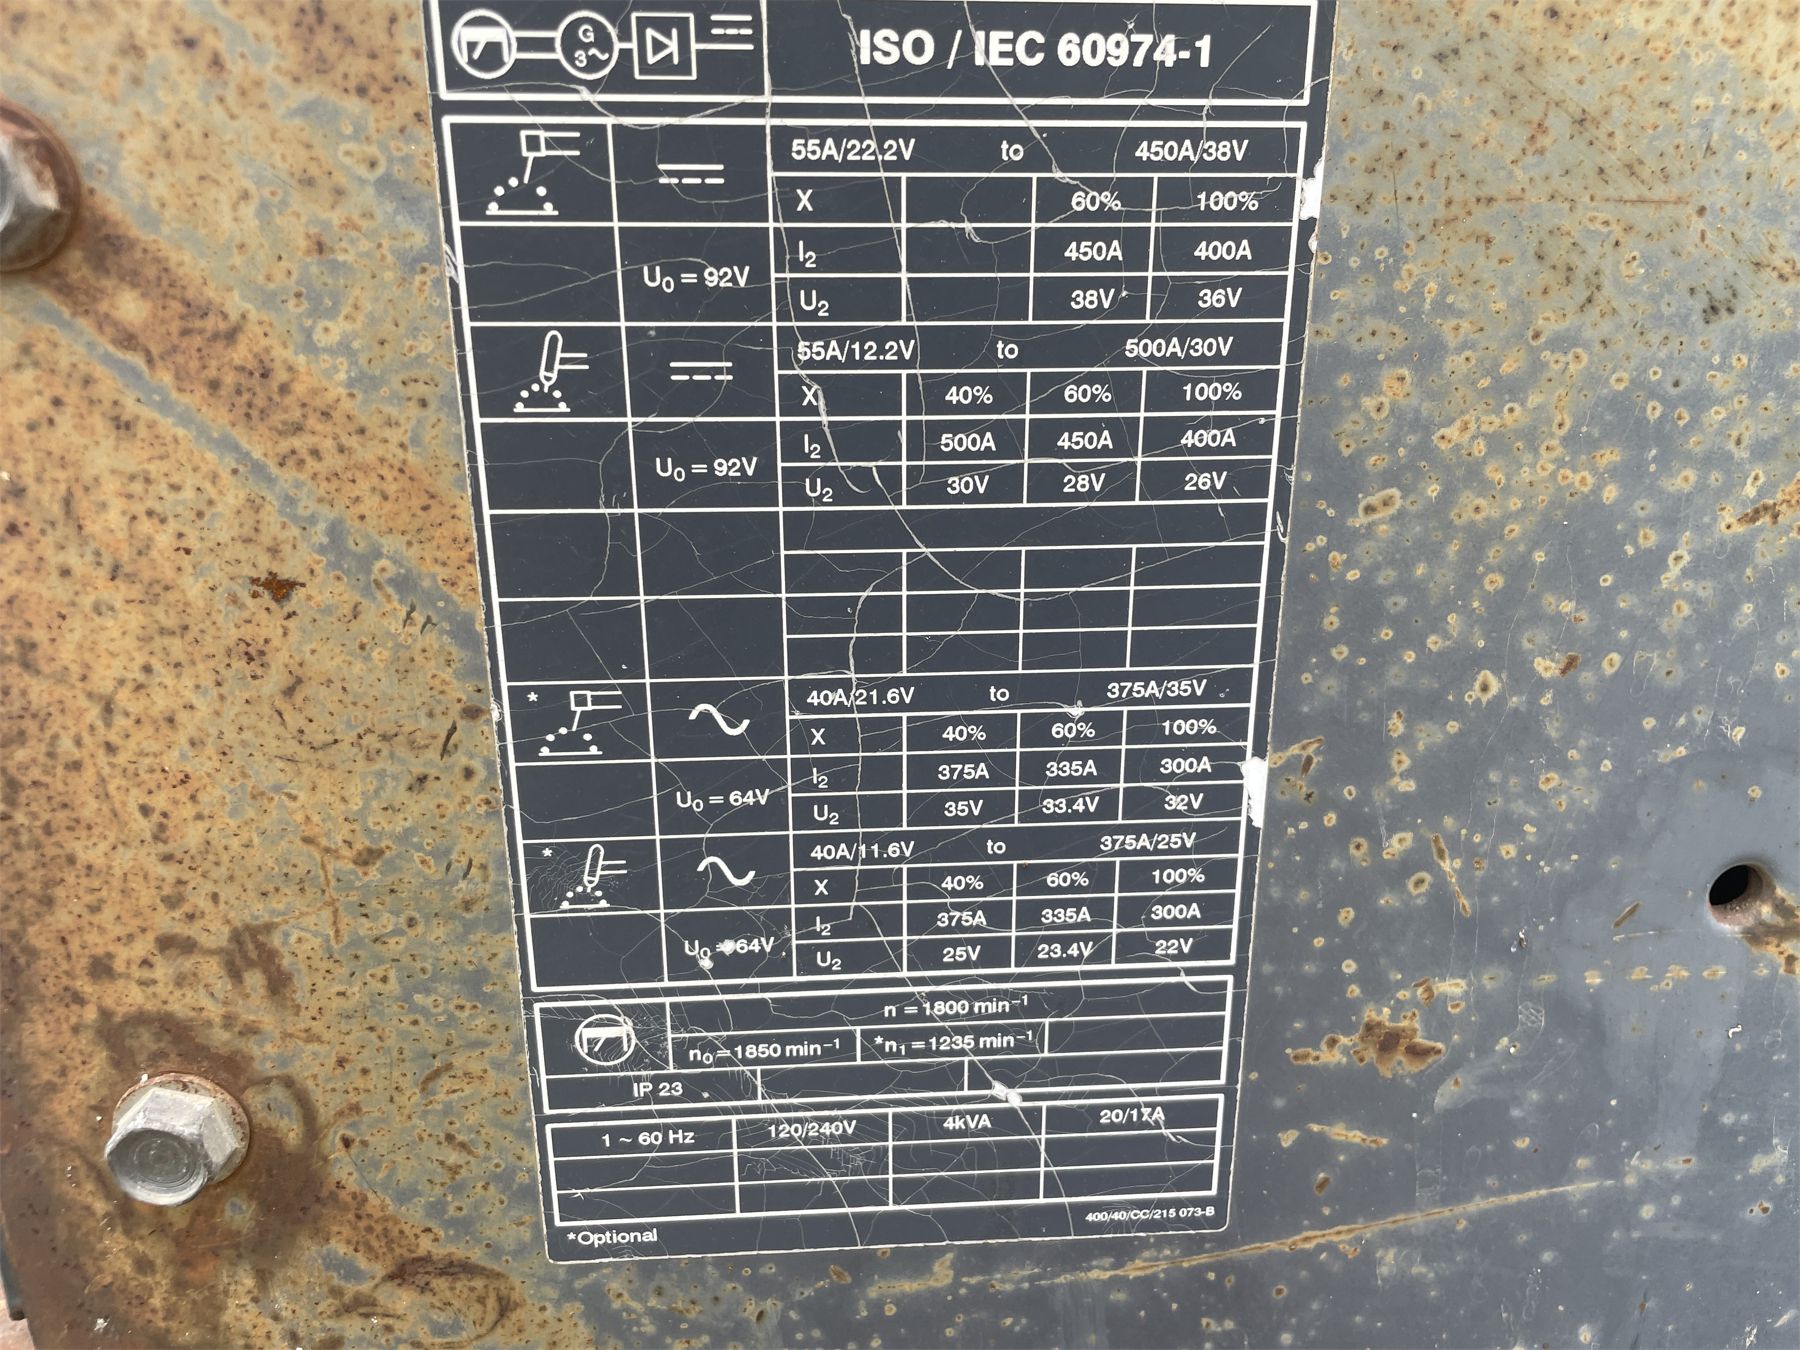 G
3~
ISO / IEC 60974-1
55A/22.2V to 450A/38V
X 60% 100%
I2 450A 400A
U0 = 92V
U2 38V 36V
55A/12.2V to 500A/30V
X 40% 60% 100%
I2 500A 450A 400A
U0 = 92V
U2 30V 28V 26V
* 40A/21.6V to 375A/35V
X 40% 60% 100%
I2 375A 335A 300A
U0 = 64V
U2 35V 33.4V 32V
* 40A/11.6V to 375A/25V
X 40% 60% 100%
I2 375A 335A 300A
U0 = 64V
U2 25V 23.4V 22V
n = 1800 min-1
n0 = 1850 min-1 *n1 = 1235 min-1
IP 23
1 ~ 60 Hz 120/240V 4kVA 20/17A
400/40/CC/215 073-B
*Optional